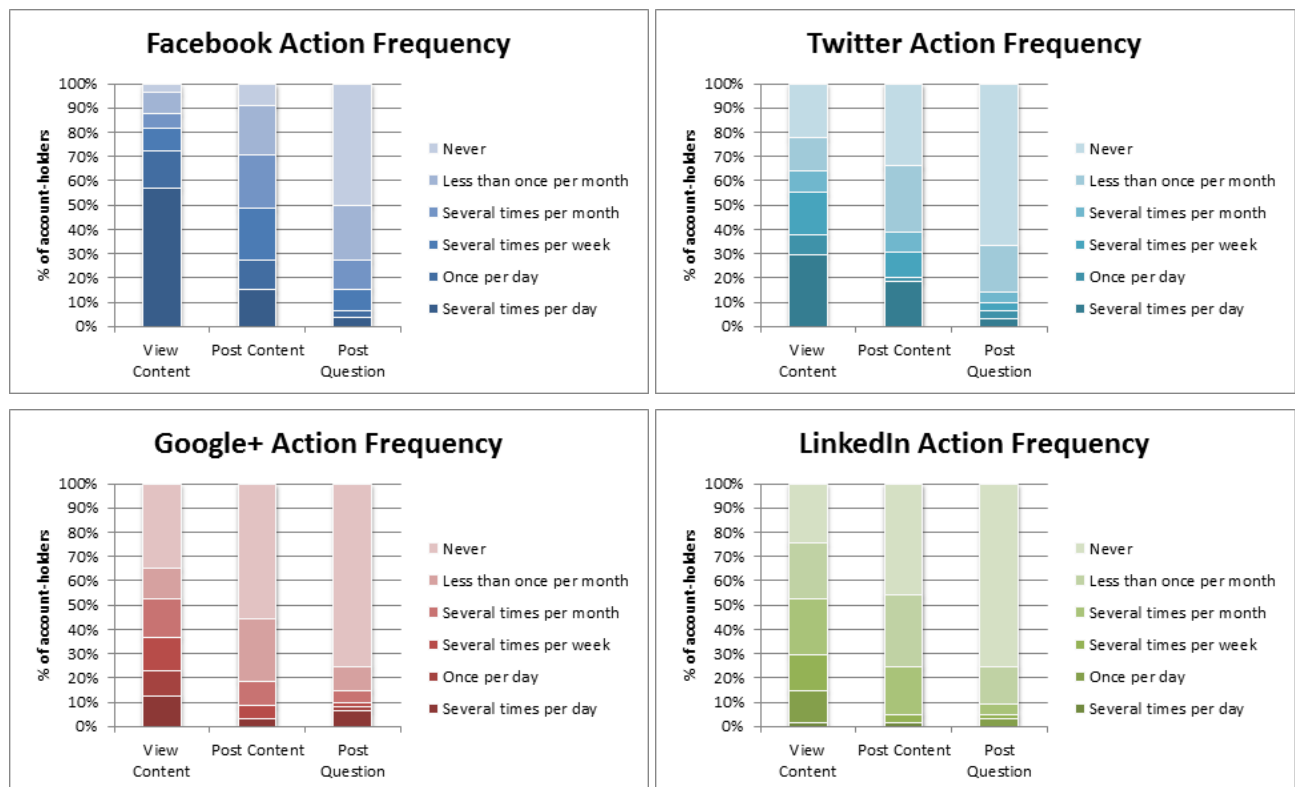 Facebook Action Frequency
% of account-holders
100%
90%
80%
70%
60%
50%
40%
30%
20%
10%
0%
View
Content
Post Content
Post
Question
Never
Less than once per month
Several times per month
Several times per week
Once per day
Several times per day
Twitter Action Frequency
% of account-holders
100%
90%
80%
70%
60%
50%
40%
30%
20%
10%
0%
View
Content
Post Content
Post
Question
Never
Less than once per month
Several times per month
Several times per week
Once per day
Several times per day
Google+ Action Frequency
% of account-holders
100%
90%
80%
70%
60%
50%
40%
30%
20%
10%
0%
View
Content
Post Content
Post
Question
Never
Less than once per month
Several times per month
Several times per week
Once per day
Several times per day
LinkedIn Action Frequency
% of account-holders
100%
90%
80%
70%
60%
50%
40%
30%
20%
10%
0%
View
Content
Post Content
Post
Question
Never
Less than once per month
Several times per month
Several times per week
Once per day
Several times per day